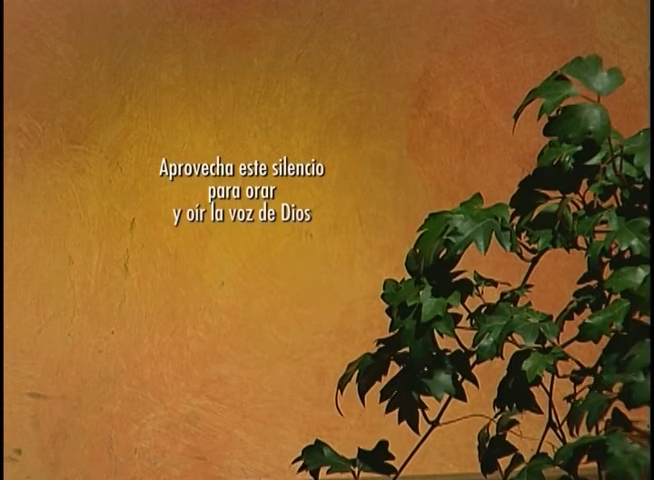 Aprovecha este silencio
para orar
y oír la voz de Dios